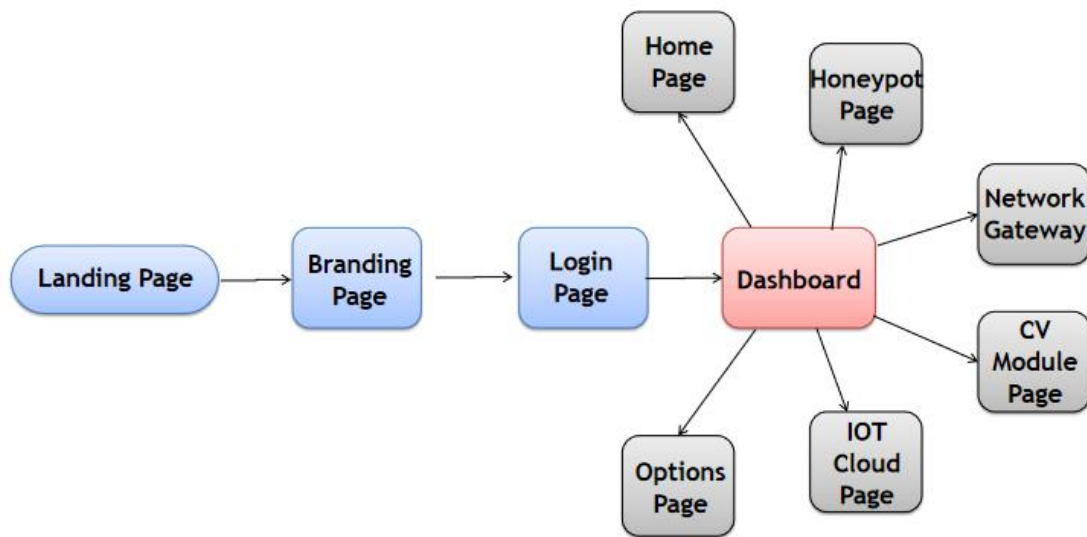 Home
Page
Honeypot
Page
Network
Gateway
Landing Page
Branding
Page
Login
Page
Dashboard
CV
Module
Page
Options
Page
IOT
Cloud
Page